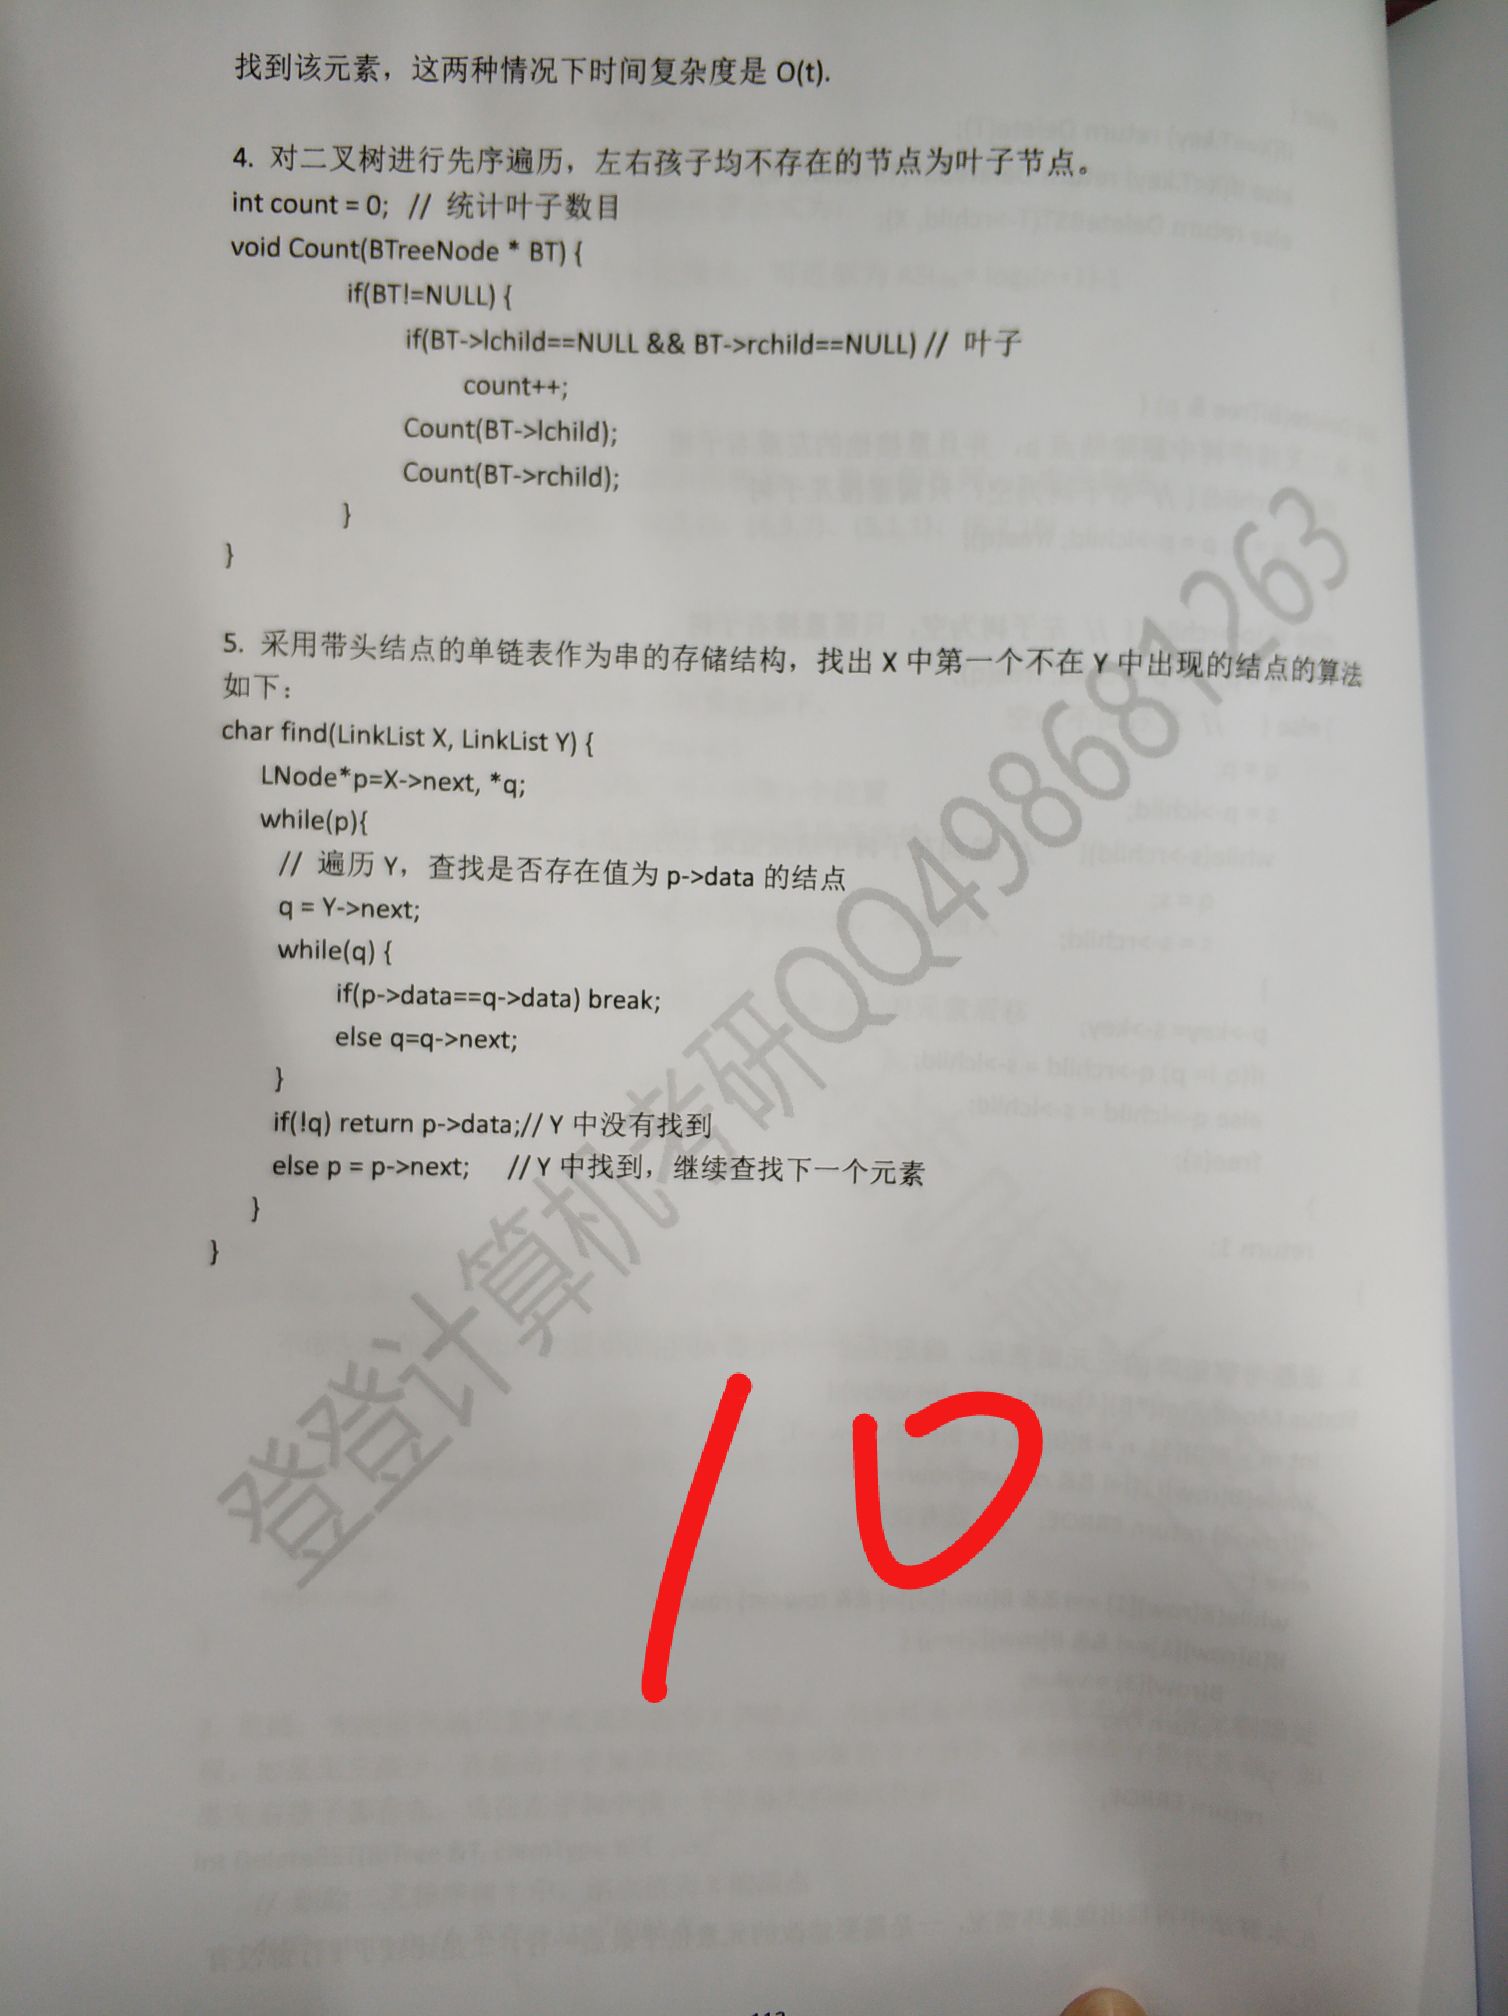 找到该元素，这两种情况下时间复杂度是 O(t).
4. 对二叉树进行先序遍历，左右孩子均不存在的节点为叶子节点。
int count = 0; // 统计叶子数目
void Count(BTreeNode * BT) {
if(BT!=NULL) {
if(BT->lchild==NULL && BT->rchild==NULL) // 叶子
count++;
Count(BT->lchild);
Count(BT->rchild);
}
}
5. 采用带头结点的单链表作为串的存储结构，找出 X 中第一个不在 Y 中出现的结点的算法
如下：
char find(LinkList X, LinkList Y) {
LNode*p=X->next, *q;
while(p){
// 遍历 Y，查找是否存在值为 p->data 的结点
q = Y->next;
while(q) {
if(p->data==q->data) break;
else q=q->next;
}
if(!q) return p->data;// Y 中没有找到
else p = p->next; // Y 中找到，继续查找下一个元素
}
}
登登计算机考研QQ498681263
10